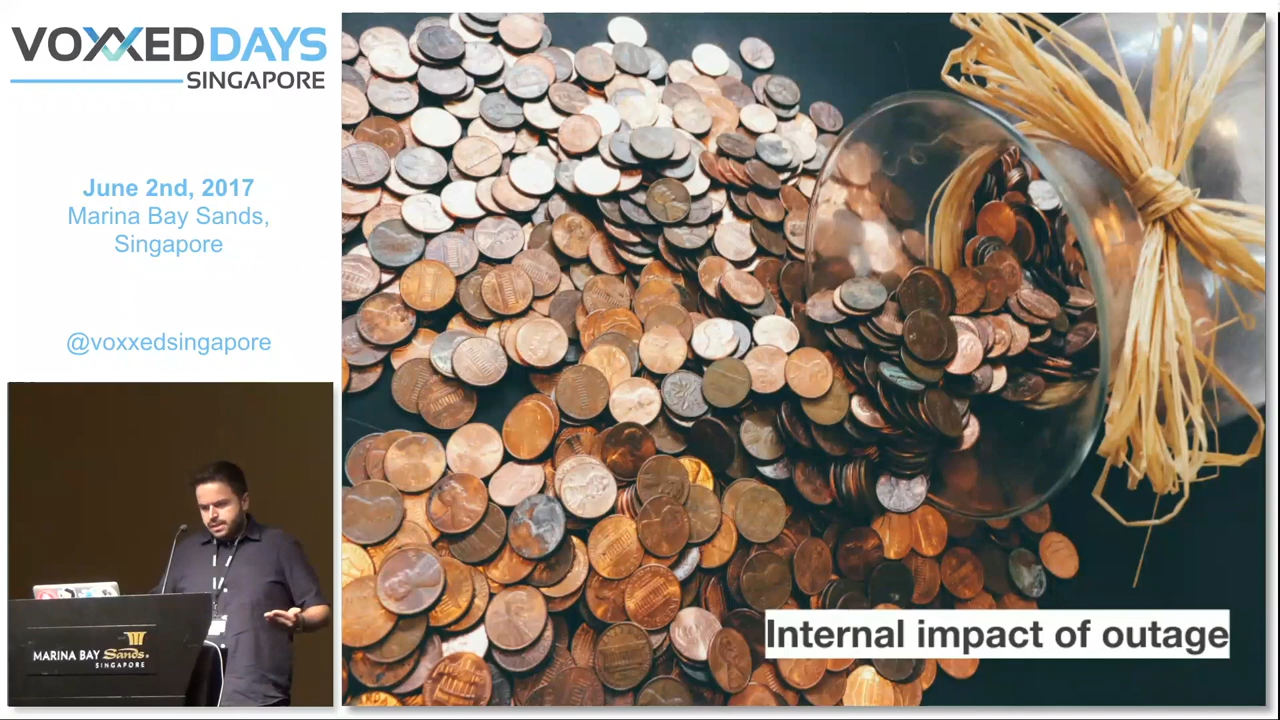 VOXXED DAYS
SINGAPORE
June 2nd, 2017
Marina Bay Sands,
Singapore
@voxxedsingapore
MARINA BAY Sands.
SINGAPORE
Internal impact of outage